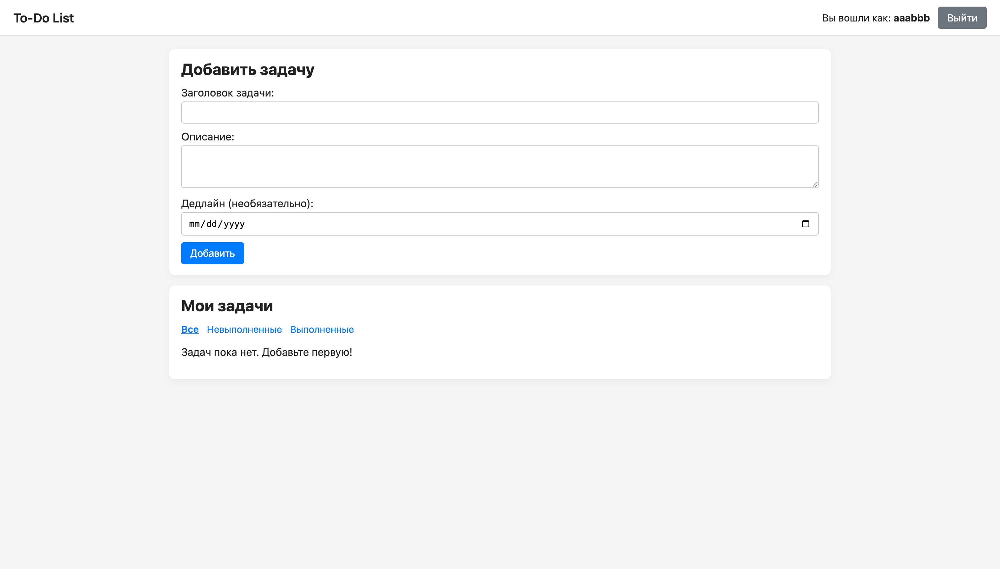 To-Do List
Вы вошли как: aaabbb Выйти
Добавить задачу
Заголовок задачи:
Описание:
Дедлайн (необязательно):
mm/dd/yyyy
Добавить
Мои задачи
Все Невыполненные Выполненные
Задач пока нет. Добавьте первую!